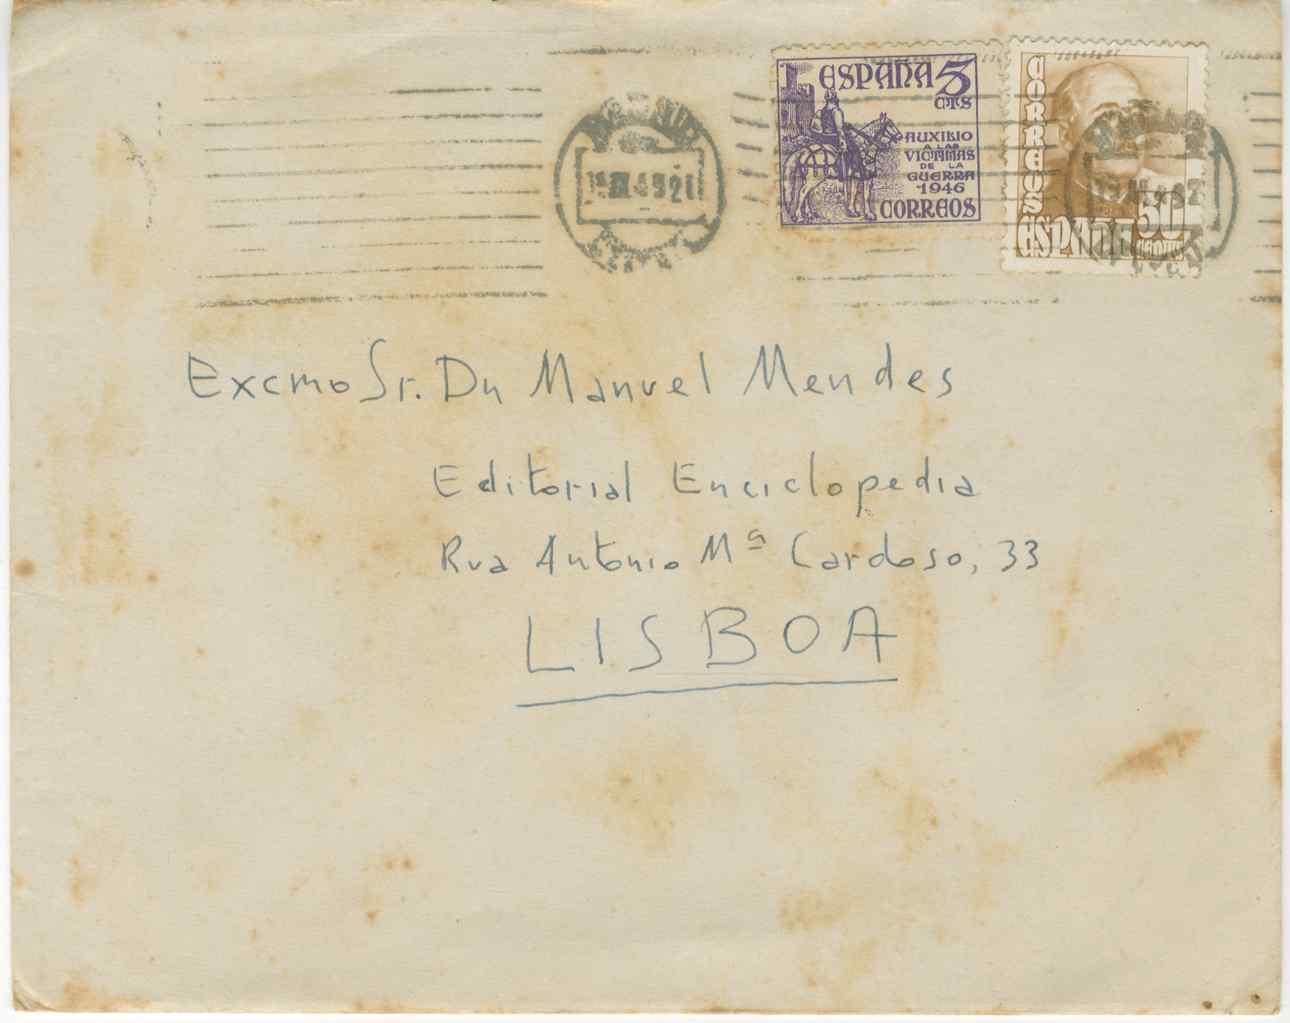 ESPAÑA 5
CTS
AUXILIO
A LAS
VICTIMAS
DE LA
GUERRA
1946
CORREOS
CORREOS
ESPAÑA 50
Excmo Sr. Dn Manuel Mendes
Editorial Enciclopedia
Rua Antonio Mª Cardoso, 33
LISBOA